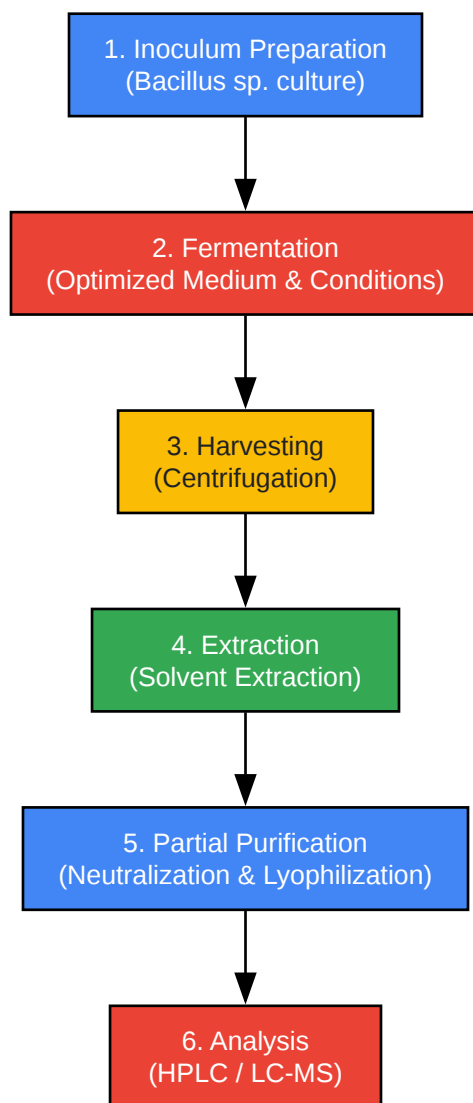 1. Inoculum Preparation
(Bacillus sp. culture)
2. Fermentation
(Optimized Medium & Conditions)
3. Harvesting
(Centrifugation)
4. Extraction
(Solvent Extraction)
5. Partial Purification
(Neutralization & Lyophilization)
6. Analysis
(HPLC / LC-MS)